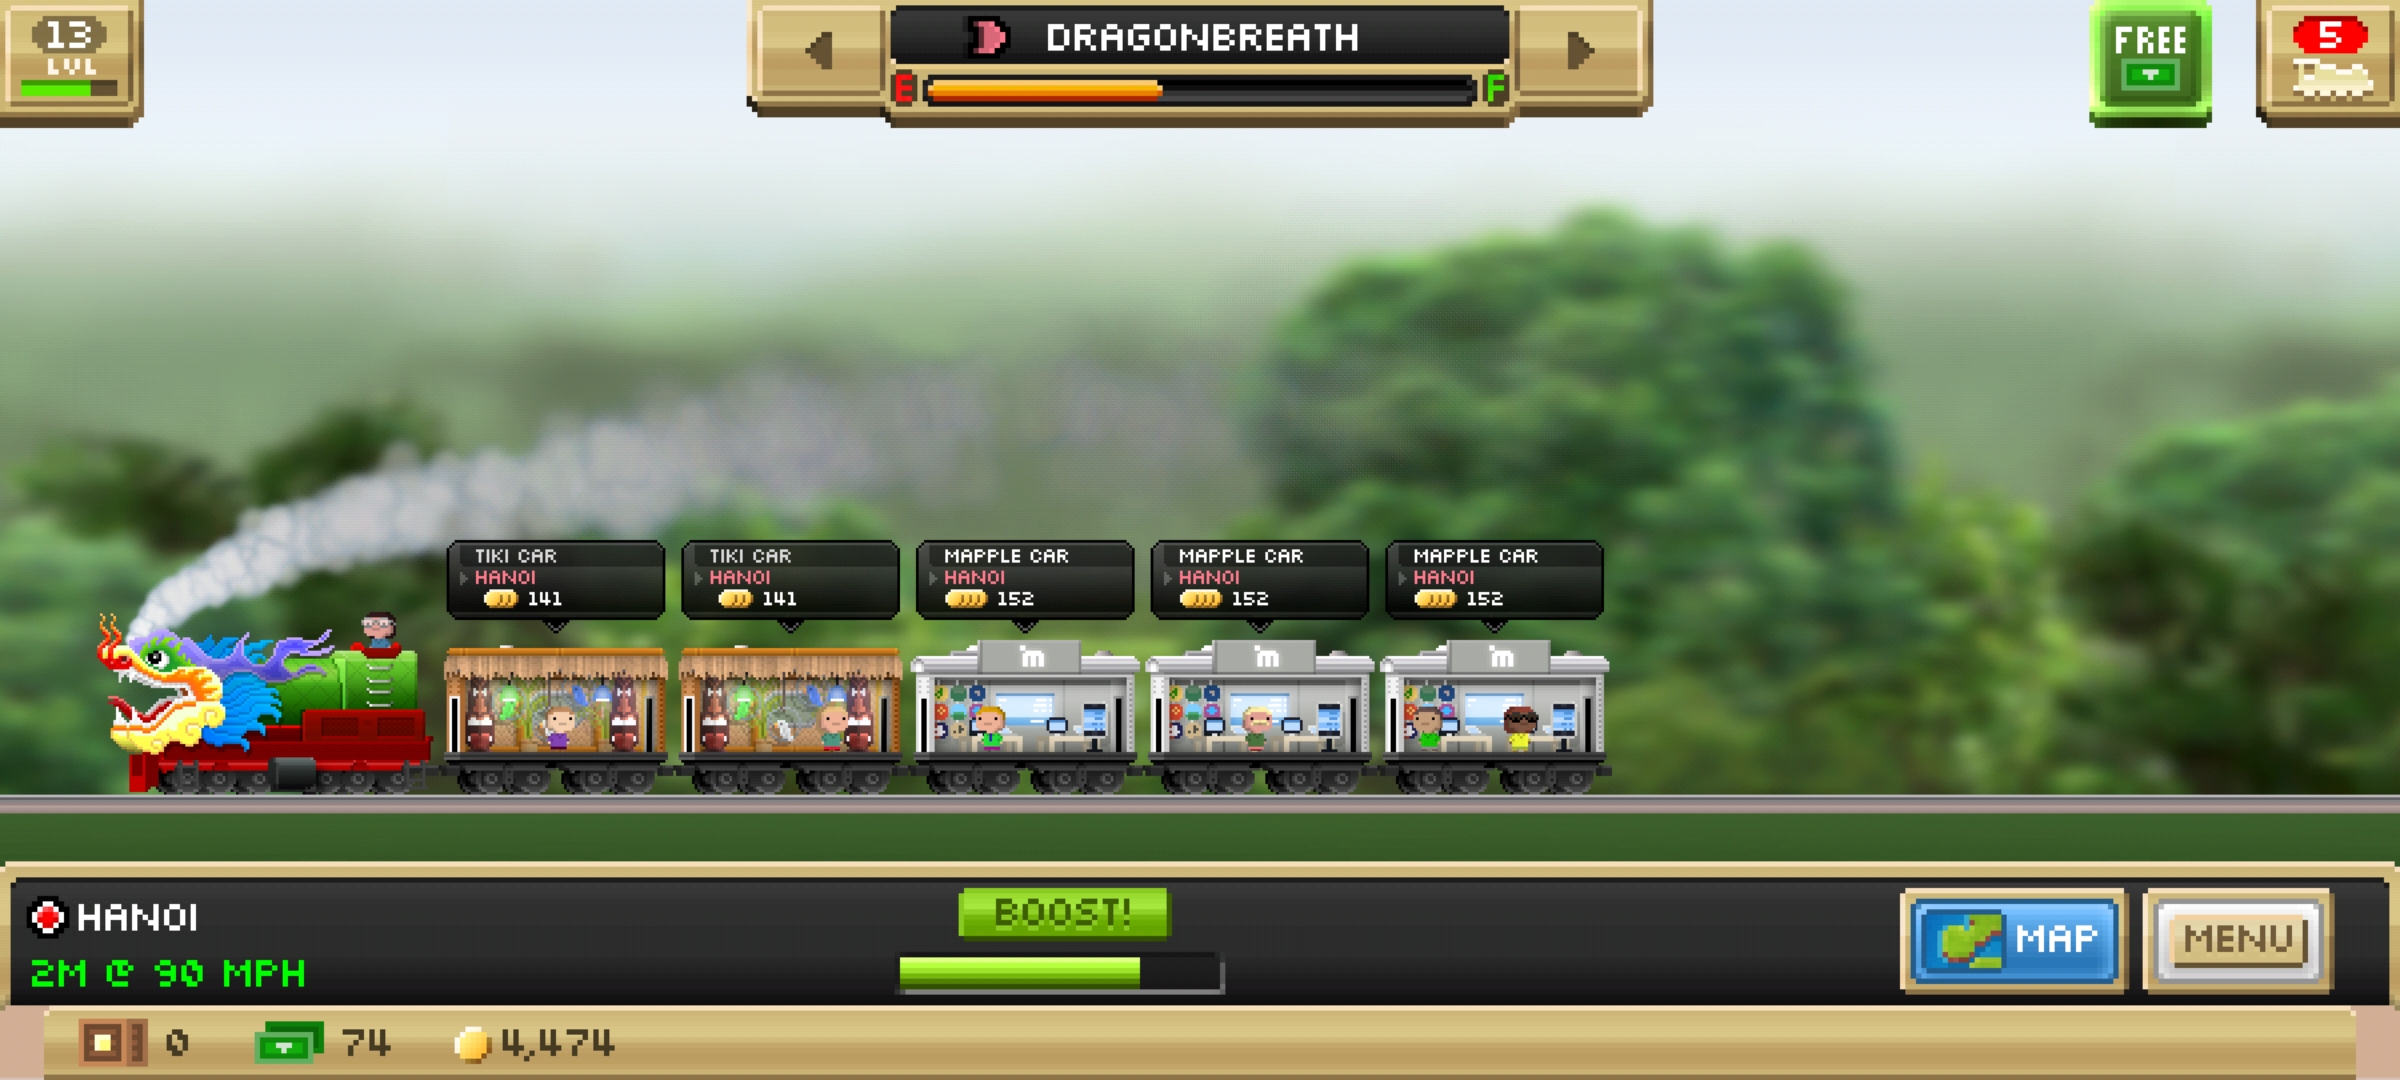 13
LVL
DRAGONBREATH
E
F
FREE
5
TIKI CAR
HANOI
141
TIKI CAR
HANOI
141
MAPPLE CAR
HANOI
152
MAPPLE CAR
HANOI
152
MAPPLE CAR
HANOI
152
m
m
m
HANOI
2M @ 90 MPH
BOOST!
MAP
MENU
0
74
4,474